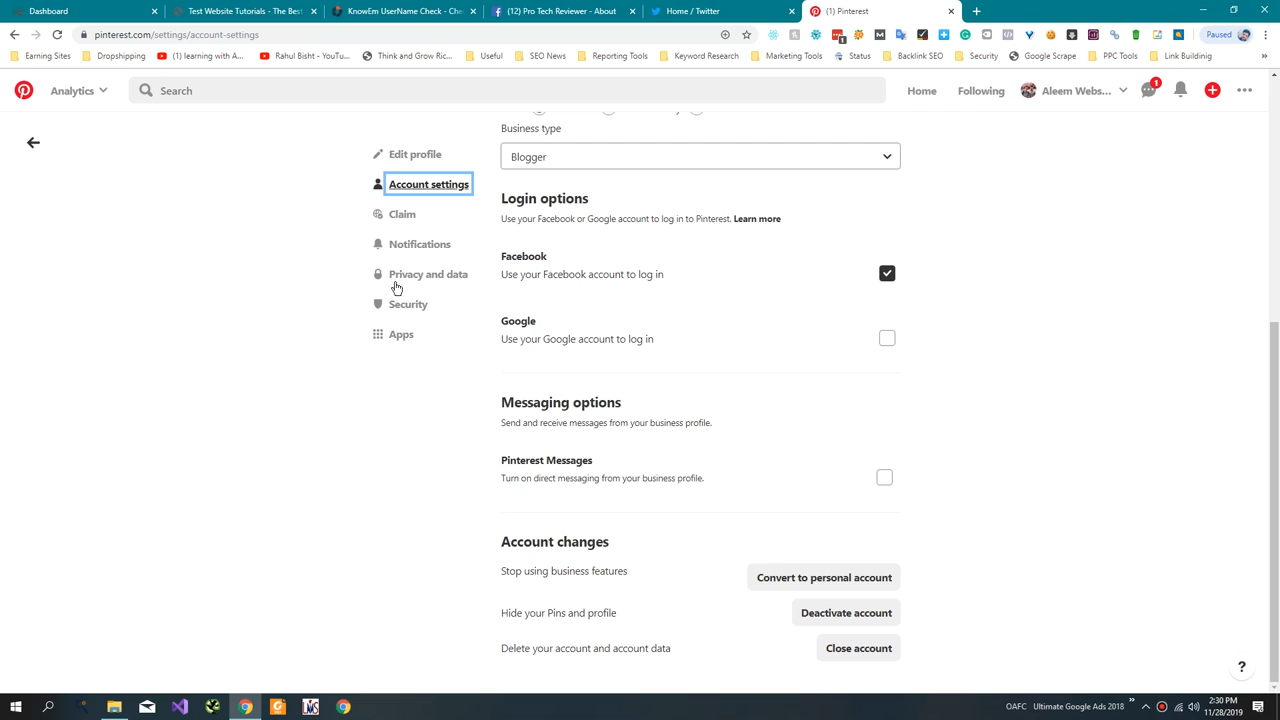 Dashboard
Test Website Tutorials - The Best
KnowEm UserName Check - Che
(12) Pro Tech Reviewer - About
Home / Twitter
(1) Pinterest
pinterest.com/settings/account-settings
Paused
Earning Sites
Dropshipping
(1) learning with A...
Rahul Bisht - YouTu...
Think and Grow Ric...
Useful
SEO News
Reporting Tools
Keyword Research
Marketing Tools
Status
Backlink SEO
Security
Google Scrape
PPC Tools
Link Building
Analytics
Search
Home
Following
Aleem Webs...
1
Edit profile
Account settings
Claim
Notifications
Privacy and data
Security
Apps
Business type
Blogger
Login options
Use your Facebook or Google account to log in to Pinterest. Learn more
Facebook
Use your Facebook account to log in
Google
Use your Google account to log in
Messaging options
Send and receive messages from your business profile.
Pinterest Messages
Turn on direct messaging from your business profile.
Account changes
Stop using business features
Convert to personal account
Hide your Pins and profile
Deactivate account
Delete your account and account data
Close account
?
OAFC
Ultimate Google Ads 2018
2:30 PM
11/28/2019